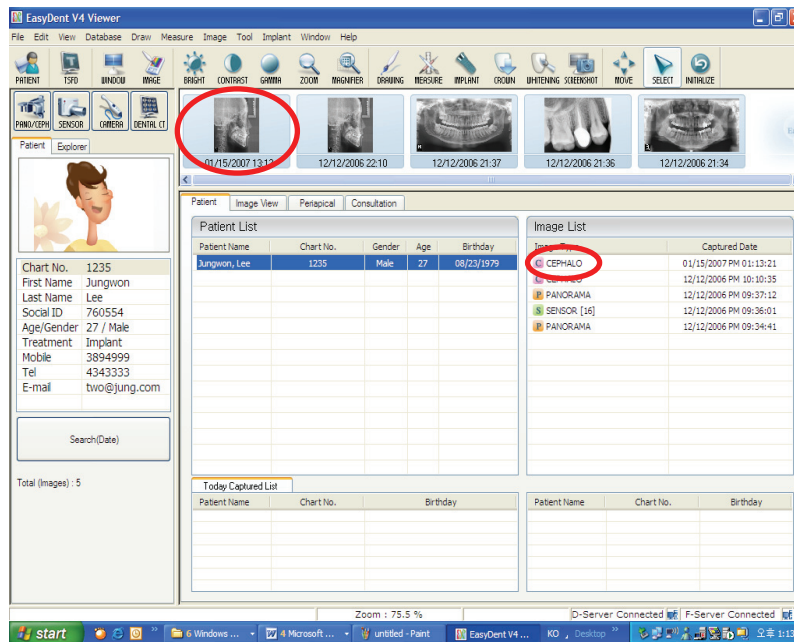 EasyDent V4 Viewer
File Edit View Database Draw Measure Image Tool Implant Window Help
PATIENT TSFD WINDOW IMAGE BRIGHT CONTRAST GAMMA ZOOM MAGNIFIER DRAWING MEASURE IMPLANT CROWN WHITENING SCREENSHOT MOVE SELECT INITIALIZE
PANO/CEPH SENSOR CAMERA DENTAL CT
01/15/2007 13:13 12/12/2006 22:10 12/12/2006 21:37 12/12/2006 21:36 12/12/2006 21:34
Patient Explorer
Chart No. 1235
First Name Jungwon
Last Name Lee
Social ID 760554
Age/Gender 27 / Male
Treatment Implant
Mobile 3894999
Tel 4343333
E-mail two@jung.com
Search(Date)
Total (Images) : 5
Patient Image View Periapical Consultation
Patient List
Patient Name Chart No. Gender Age Birthday
Jungwon, Lee 1235 Male 27 08/23/1979
Image List
Image Type Captured Date
C CEPHALO 01/15/2007 PM 01:13:21
C CEPHALO 12/12/2006 PM 10:10:35
P PANORAMA 12/12/2006 PM 09:37:12
S SENSOR [16] 12/12/2006 PM 09:36:01
P PANORAMA 12/12/2006 PM 09:34:41
Today Captured List
Patient Name Chart No. Birthday
Patient Name Chart No. Birthday
Zoom : 75.5 % D-Server Connected F-Server Connected
start 6 Windows ... 4 Microsoft ... untitled - Paint EasyDent V4 ... KO Desktop 오후 1:1